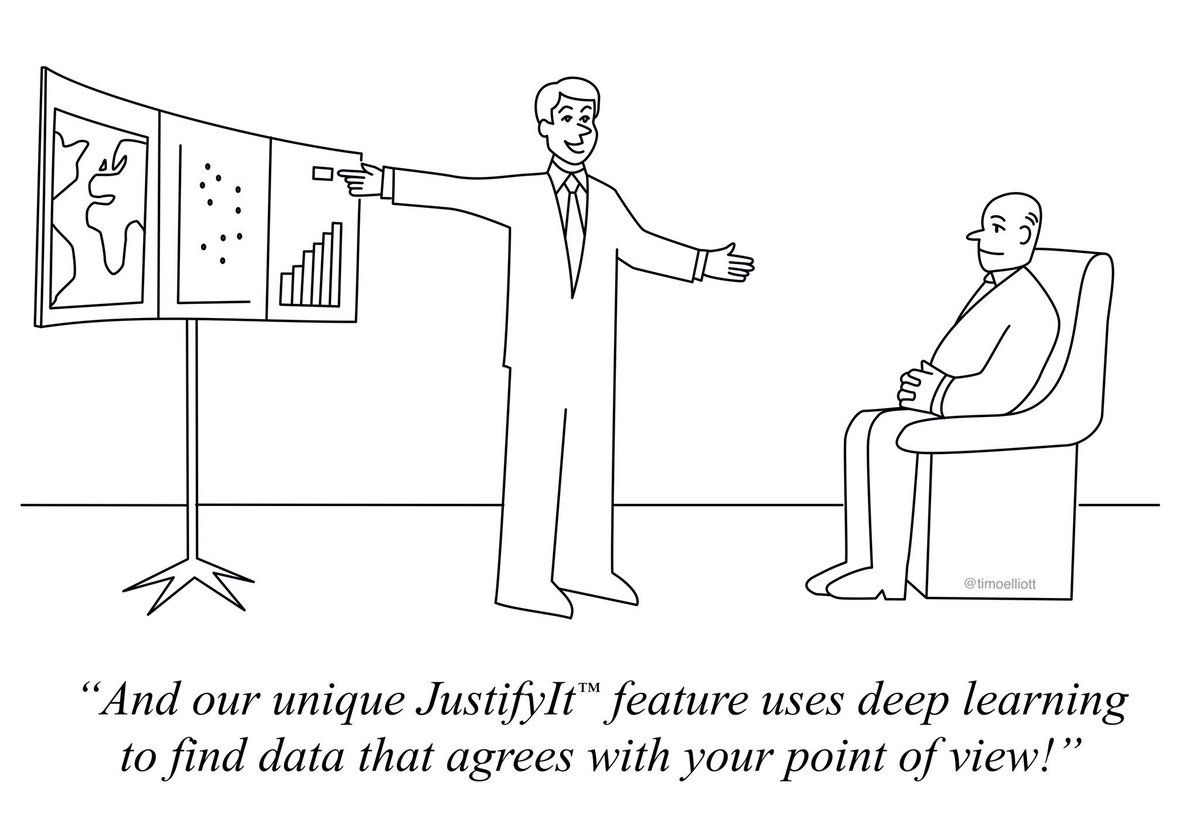 @timoelliott
“And our unique JustifyIt™ feature uses deep learning
to find data that agrees with your point of view!”